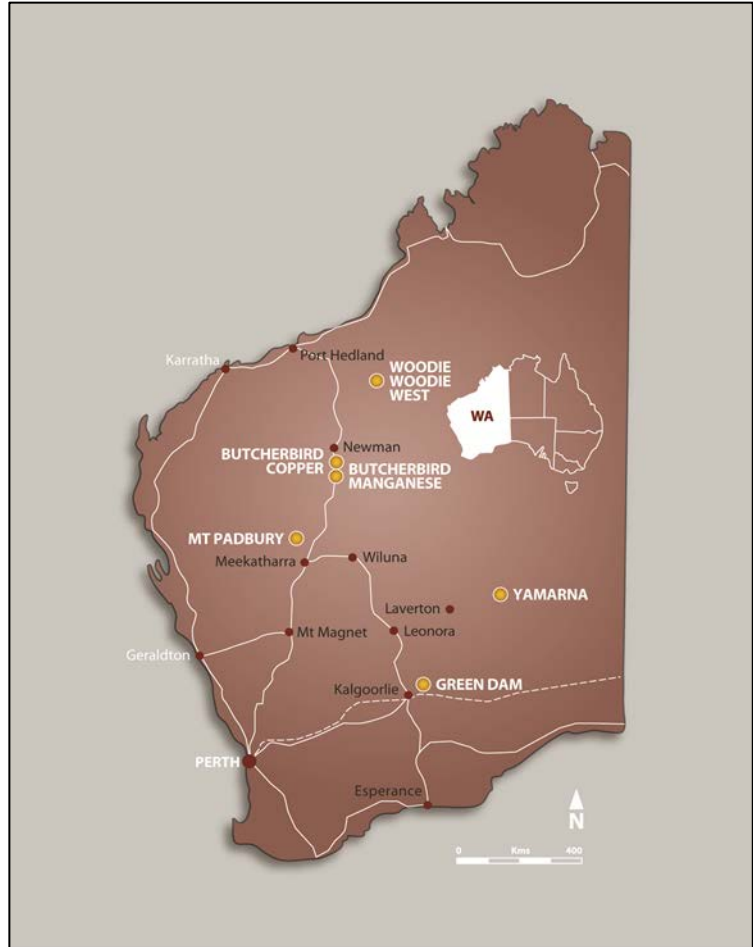 Port Hedland
Karratha
WOODIE
WOODIE
WEST
WA
Newman
BUTCHERBIRD
COPPER
BUTCHERBIRD
MANGANESE
MT PADBURY
Meekatharra
Wiluna
YAMARNA
Laverton
Mt Magnet
Leonora
Geraldton
GREEN DAM
Kalgoorlie
PERTH
Esperance
N
0 Kms 400